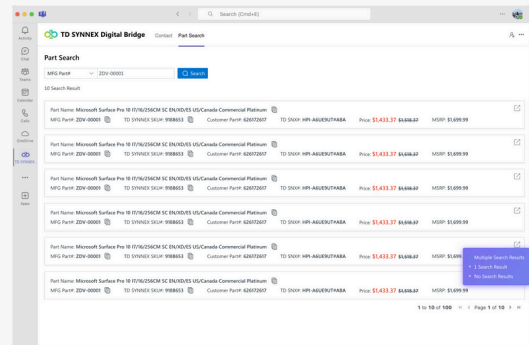 Search (Cmd+E)
Activity
Chat
Teams
Calendar
Calls
OneDrive
TD SYNNEX
Apps
TD SYNNEX Digital Bridge
Contact Part Search
Part Search
MFG Part# ZDV-00001 Search
10 Search Result
Part Name: Microsoft Surface Pro 10 I7/16/256CM SC EN/XD/ES US/Canada Commercial Platinum
MFG Part#: ZDV-00001 TD SYNNEX SKU#: 9188653 Customer Part#: 626172617 TD SNX#: HPI-A6UE9UT#ABA Price: $1,433.37 $1,518.37 MSRP: $1,699.99
Part Name: Microsoft Surface Pro 10 I7/16/256CM SC EN/XD/ES US/Canada Commercial Platinum
MFG Part#: ZDV-00001 TD SYNNEX SKU#: 9188653 Customer Part#: 626172617 TD SNX#: HPI-A6UE9UT#ABA Price: $1,433.37 $1,518.37 MSRP: $1,699.99
Part Name: Microsoft Surface Pro 10 I7/16/256CM SC EN/XD/ES US/Canada Commercial Platinum
MFG Part#: ZDV-00001 TD SYNNEX SKU#: 9188653 Customer Part#: 626172617 TD SNX#: HPI-A6UE9UT#ABA Price: $1,433.37 $1,518.37 MSRP: $1,699.99
Part Name: Microsoft Surface Pro 10 I7/16/256CM SC EN/XD/ES US/Canada Commercial Platinum
MFG Part#: ZDV-00001 TD SYNNEX SKU#: 9188653 Customer Part#: 626172617 TD SNX#: HPI-A6UE9UT#ABA Price: $1,433.37 $1,518.37 MSRP: $1,699.99
Part Name: Microsoft Surface Pro 10 I7/16/256CM SC EN/XD/ES US/Canada Commercial Platinum
MFG Part#: ZDV-00001 TD SYNNEX SKU#: 9188653 Customer Part#: 626172617 TD SNX#: HPI-A6UE9UT#ABA Price: $1,433.37 $1,518.37 MSRP: $1,699.99
Part Name: Microsoft Surface Pro 10 I7/16/256CM SC EN/XD/ES US/Canada Commercial Platinum
MFG Part#: ZDV-00001 TD SYNNEX SKU#: 9188653 Customer Part#: 626172617 TD SNX#: HPI-A6UE9UT#ABA Price: $1,433.37 $1,518.37 MSRP: $1,699.99
Multiple Search Results
1 Search Result
No Search Results
1 to 10 of 100 Page 1 of 10